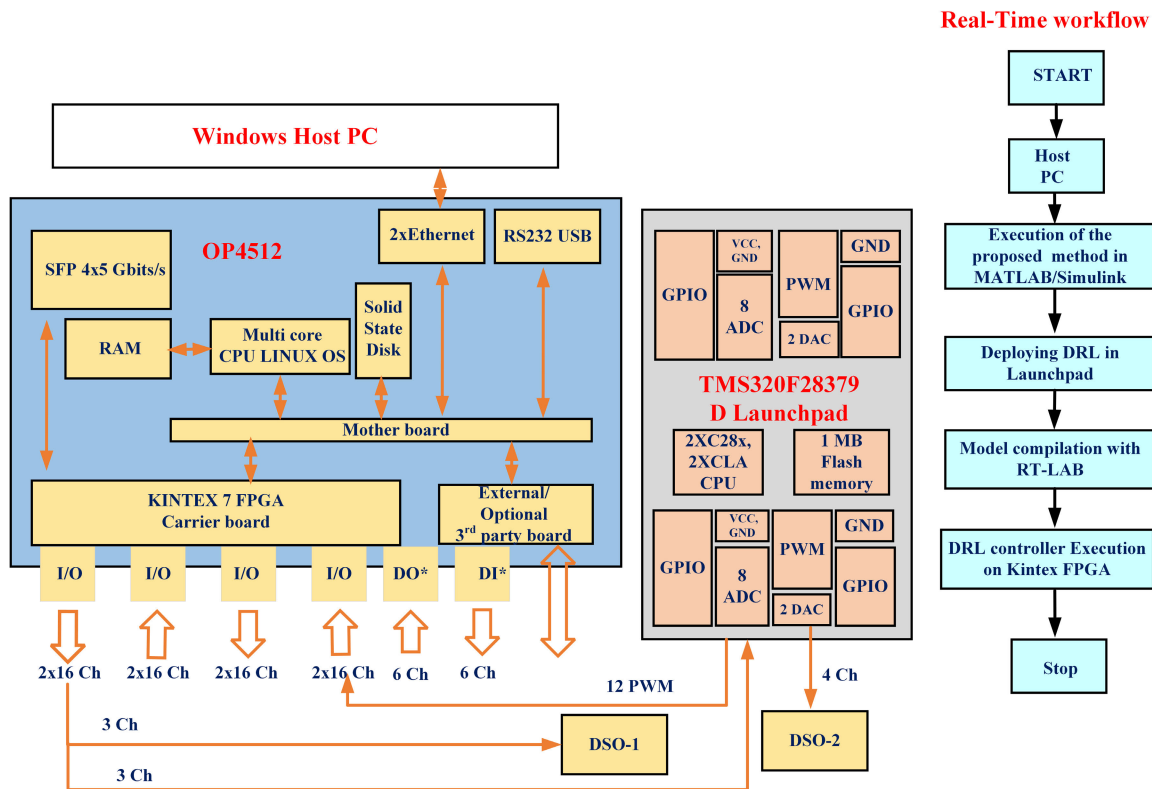 Real-Time workflow
START
Host
PC
Execution of the
proposed method in
MATLAB/Simulink
Deploying DRL in
Launchpad
Model compilation with
RT-LAB
DRL controller Execution
on Kintex FPGA
Stop
Windows Host PC
OP4512
SFP 4x5 Gbits/s
2xEthernet
RS232 USB
RAM
Multi core
CPU LINUX OS
Solid
State
Disk
Mother board
KINTEX 7 FPGA
Carrier board
External/
Optional
3rd party board
I/O
I/O
I/O
I/O
DO*
DI*
2x16 Ch
2x16 Ch
2x16 Ch
2x16 Ch
6 Ch
6 Ch
3 Ch
3 Ch
12 PWM
4 Ch
DSO-1
DSO-2
GPIO
VCC,
GND
8
ADC
PWM
2 DAC
GND
GPIO
TMS320F28379
D Launchpad
2XC28x,
2XCLA
CPU
1 MB
Flash
memory
GPIO
VCC,
GND
8
ADC
PWM
2 DAC
GND
GPIO